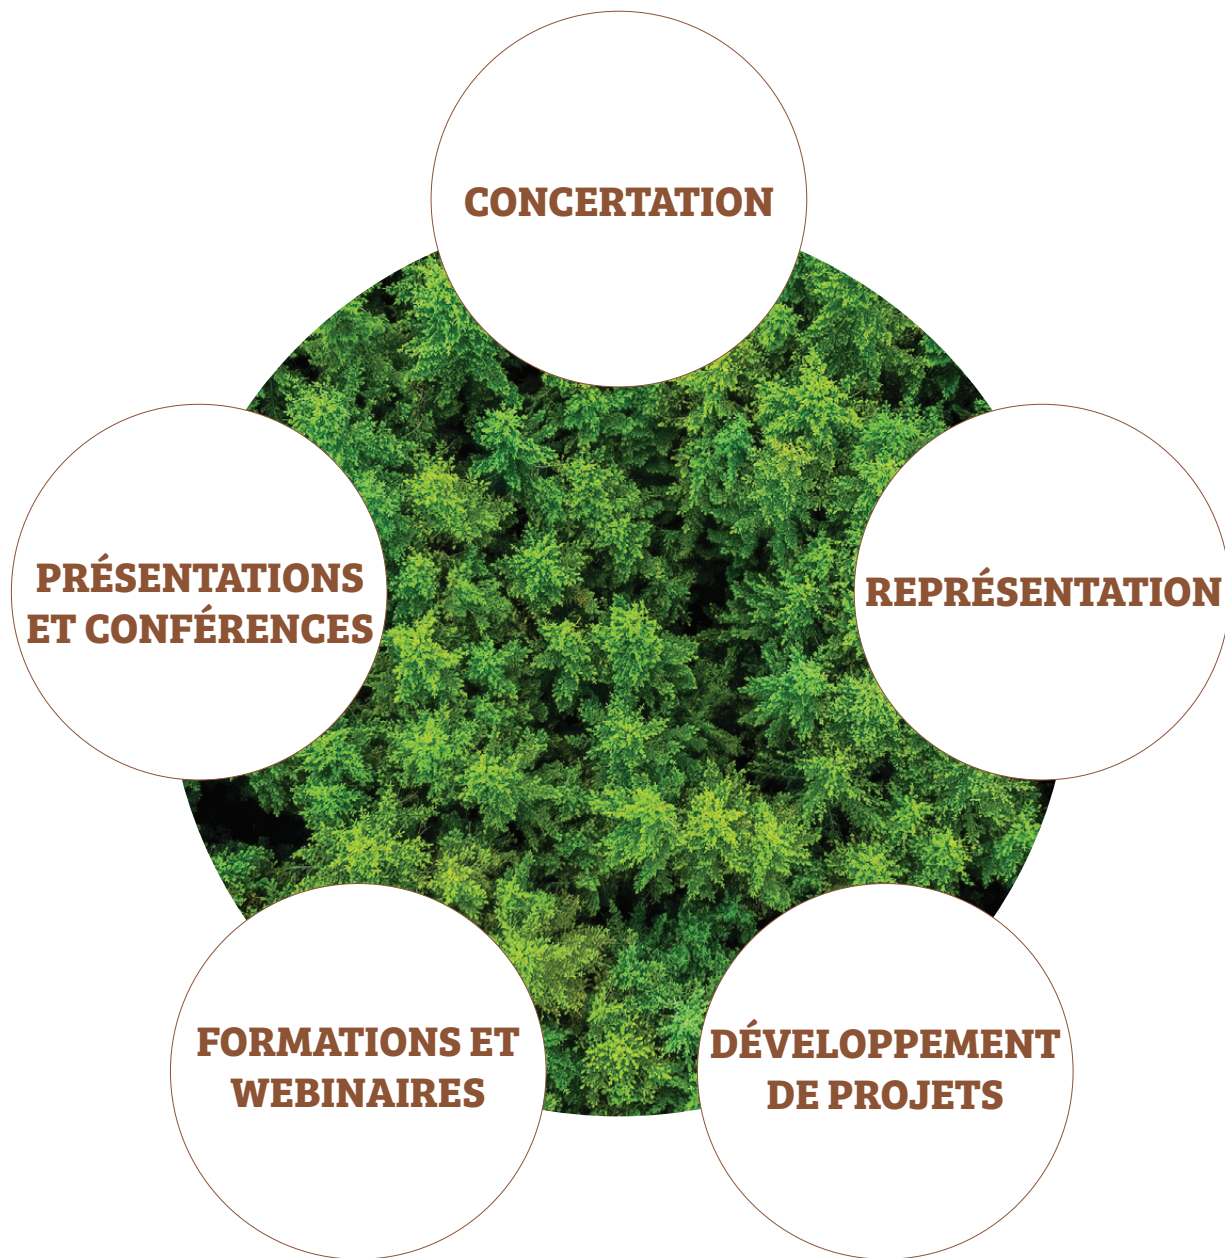 CONCERTATION
PRÉSENTATIONS
ET CONFÉRENCES
REPRÉSENTATION
FORMATIONS ET
WEBINAIRES
DÉVELOPPEMENT
DE PROJETS